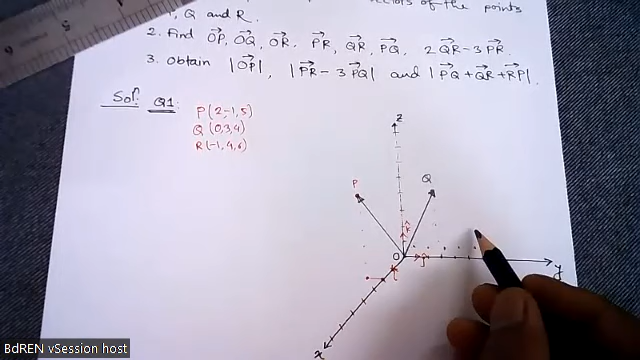 P, Q and R.
2. Find OP, OQ, OR, PR, QR, PQ, 2QR-3PR.
3. Obtain |OP|, |PR-3PQ| and |PQ+QR+RP|.
Sol: Q1:
P(2,-1,5)
Q(0,3,4)
R(-1,4,6)
z
P
Q
k
O
j
i
y
x
BdREN vSession host